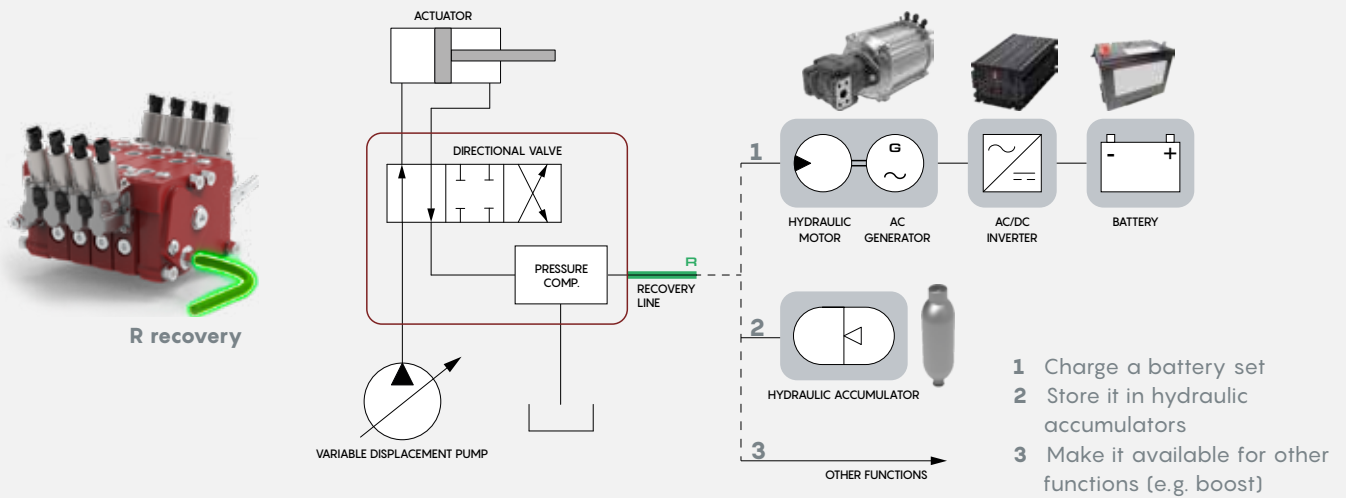 ACTUATOR
DIRECTIONAL VALVE
PRESSURE
COMP.
R
RECOVERY
LINE
R recovery
VARIABLE DISPLACEMENT PUMP
1
G
- +
HYDRAULIC
MOTOR
AC
GENERATOR
AC/DC
INVERTER
BATTERY
2
HYDRAULIC ACCUMULATOR
3
OTHER FUNCTIONS
1 Charge a battery set
2 Store it in hydraulic
accumulators
3 Make it available for other
functions (e.g. boost)